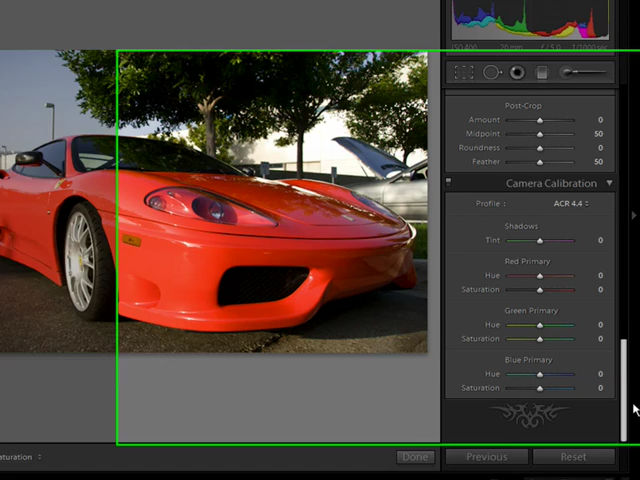 ISO 400 20 mm f / 5.0 1/1000 sec
Post-Crop
Amount 0
Midpoint 50
Roundness 0
Feather 50
Camera Calibration
Profile : ACR 4.4
Shadows
Tint 0
Red Primary
Hue 0
Saturation 0
Green Primary
Hue 0
Saturation 0
Blue Primary
Hue 0
Saturation 0
aturation
Done
Previous
Reset